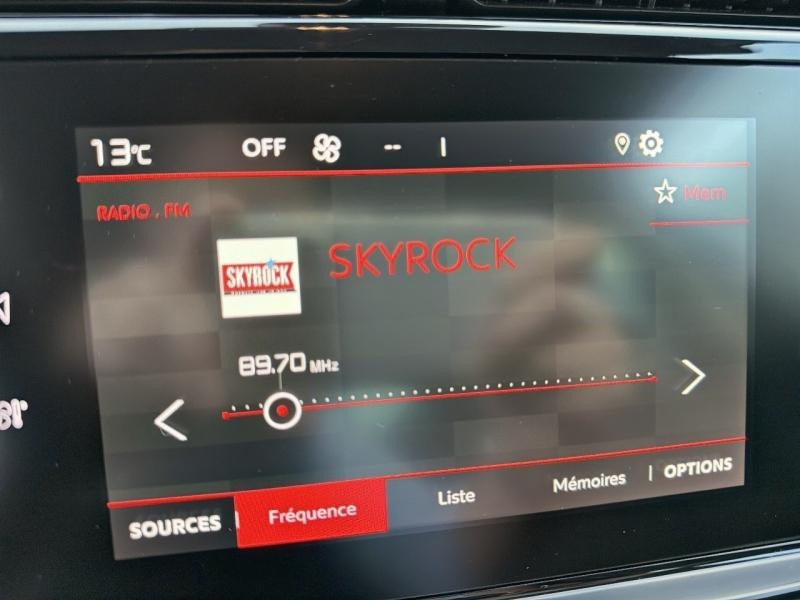 13°C OFF -- |
RADIO . FM
Mem
SKYROCK
SKYROCK
89.70 MHz
SOURCES Fréquence Liste Mémoires | OPTIONS